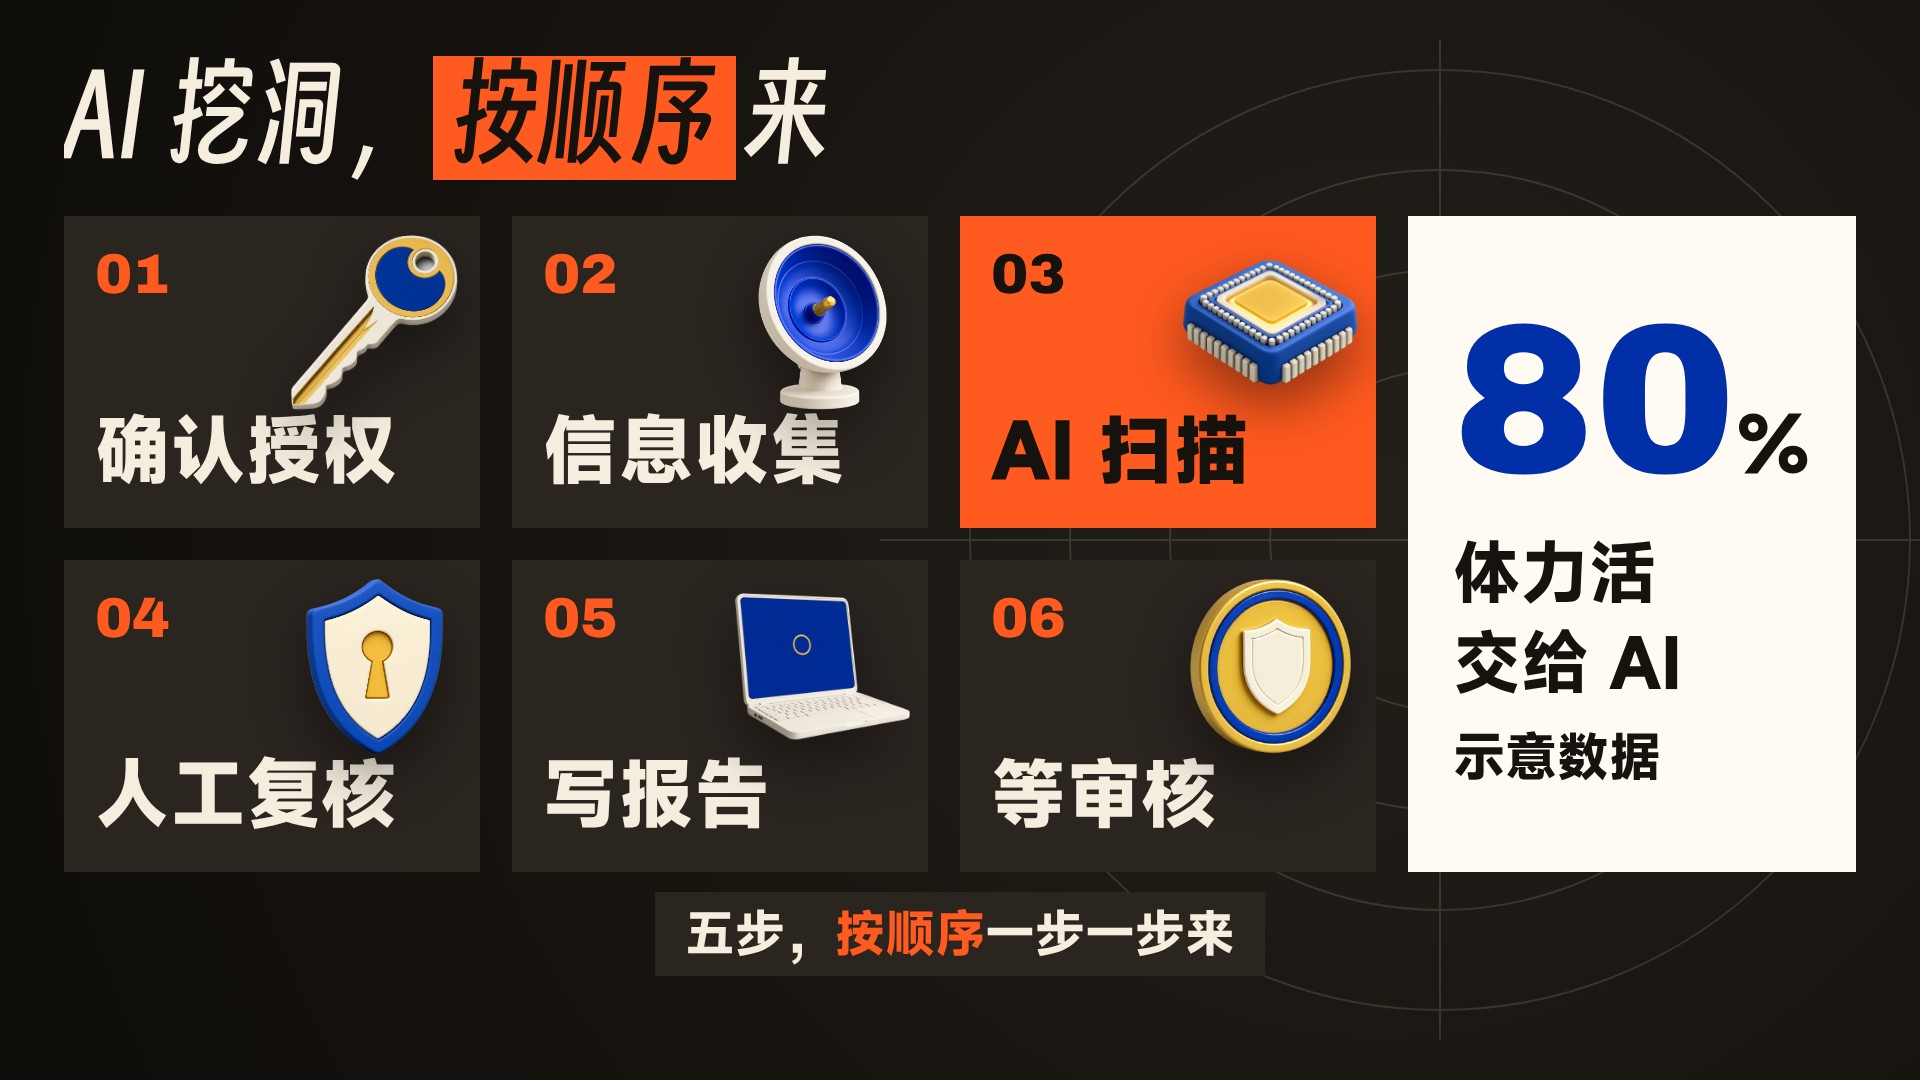 AI 挖洞，按顺序来
01
确认授权
02
信息收集
03
AI 扫描
04
人工复核
05
写报告
06
等审核
80%
体力活
交给 AI
示意数据
五步，按顺序一步一步来